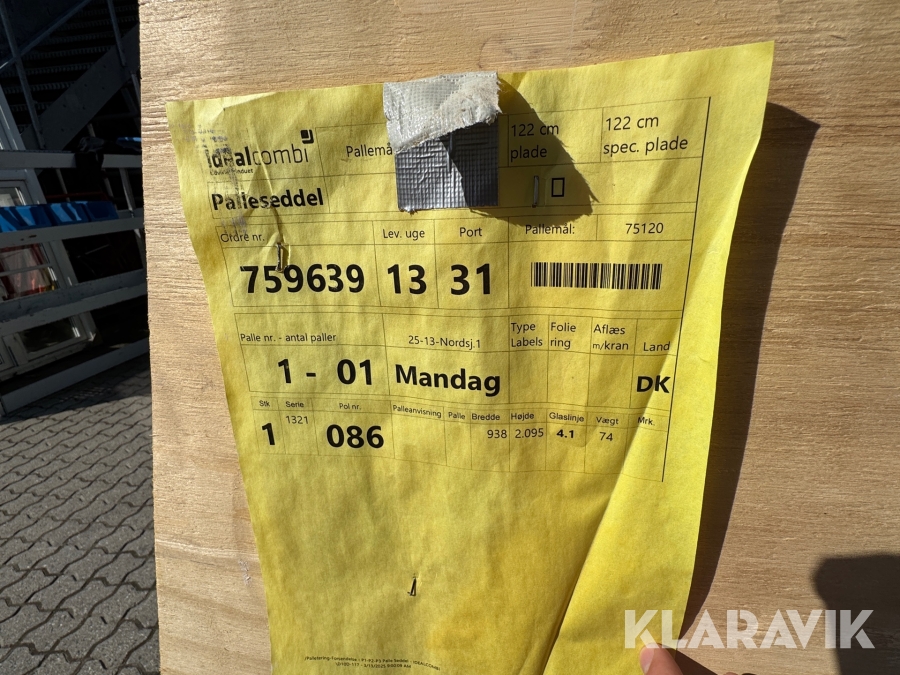 idealcombi
Pallemå
122 cm plade
122 cm spec. plade
Palleseddel
Ordre nr.
Lev. uge
Port
Pallemål:
75120
759639
13
31
Palle nr. - antal paller
25-13-Nordsj.1
Type Labels
Folie ring
Aflæs m/kran
Land
1 - 01
Mandag
DK
Stk
Serie
Pol nr.
Palleanvisning
Palle
Bredde
Højde
Glaslinje
Vægt
Mrk.
1
1321
086
938
2.095
4.1
74
KLARAVIK